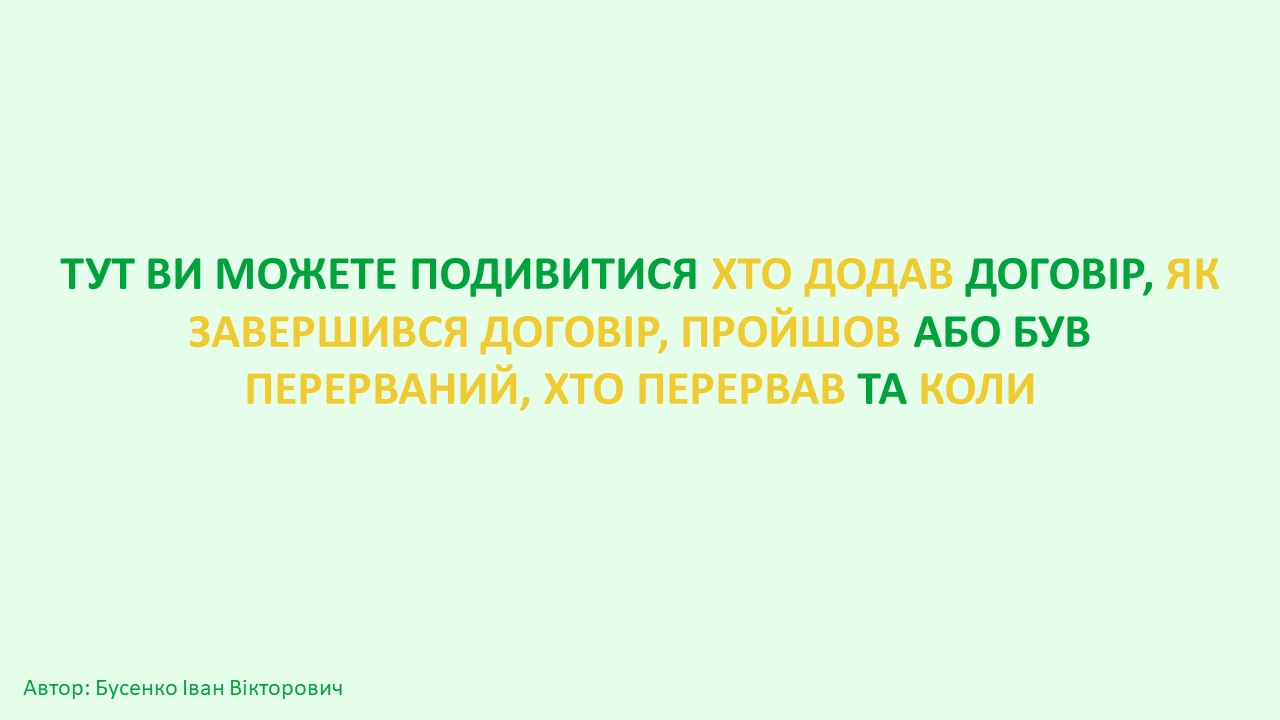 ТУТ ВИ МОЖЕТЕ ПОДИВИТИСЯ ХТО ДОДАВ ДОГОВІР, ЯК
ЗАВЕРШИВСЯ ДОГОВІР, ПРОЙШОВ АБО БУВ
ПЕРЕРВАНИЙ, ХТО ПЕРЕРВАВ ТА КОЛИ
Автор: Бусенко Іван Вікторович